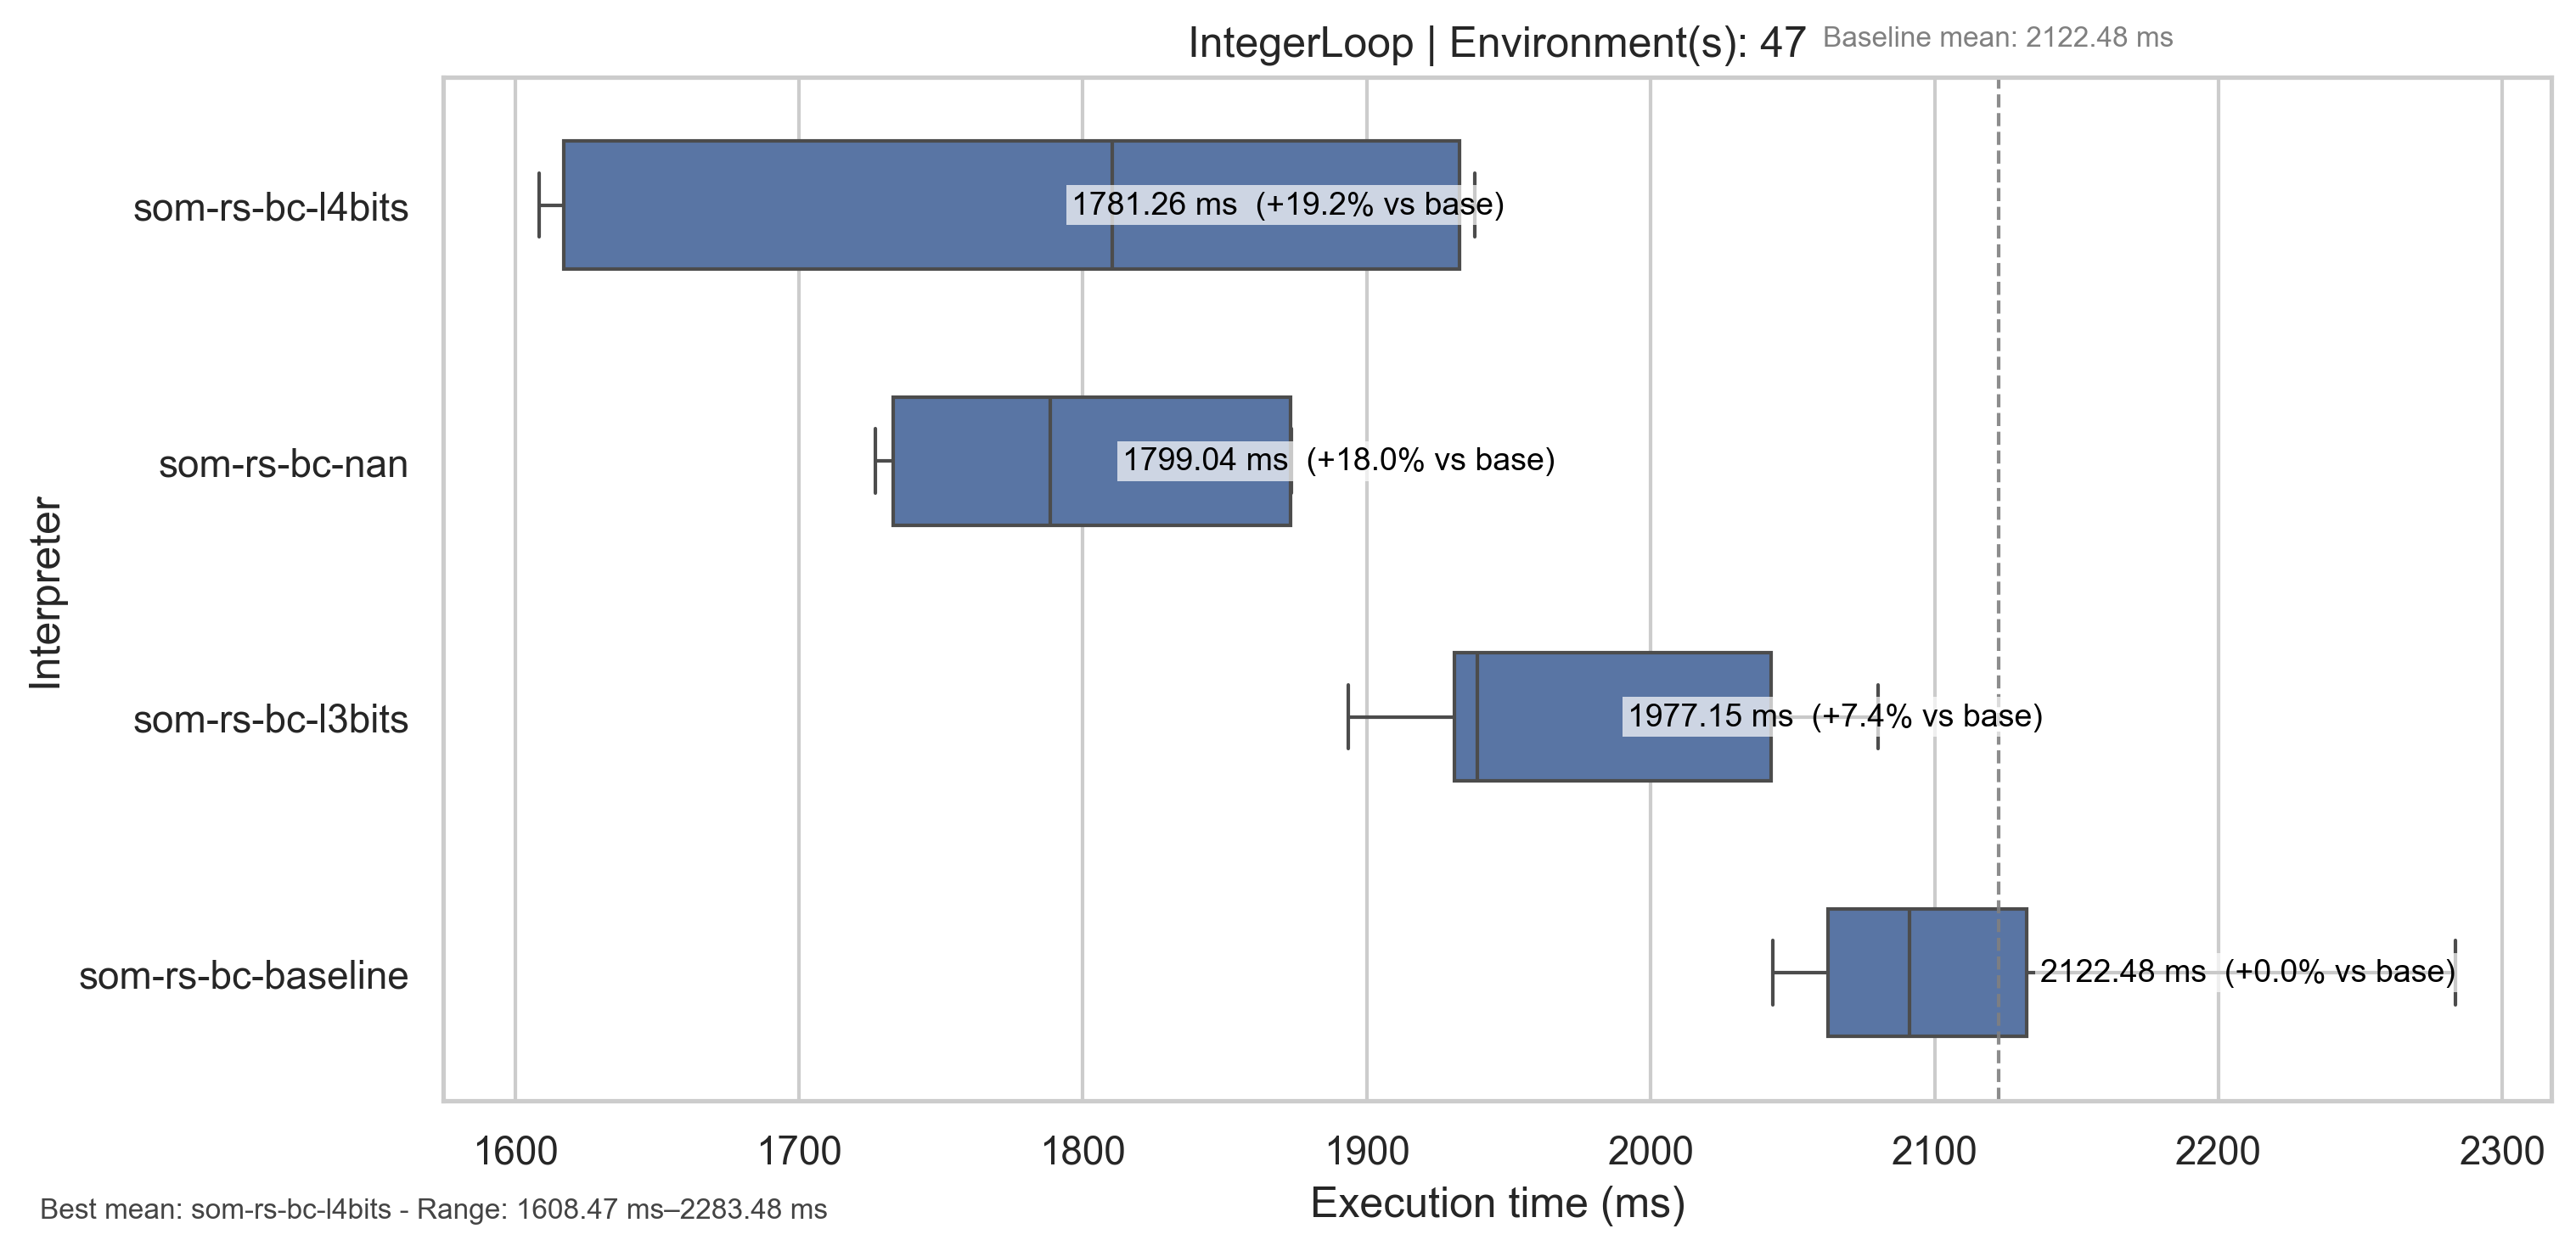 IntegerLoop | Environment(s): 47
Baseline mean: 2122.48 ms
Interpreter
som-rs-bc-l4bits
1781.26 ms (+19.2% vs base)
som-rs-bc-nan
1799.04 ms (+18.0% vs base)
som-rs-bc-l3bits
1977.15 ms (+7.4% vs base)
som-rs-bc-baseline
2122.48 ms (+0.0% vs base)
1600 1700 1800 1900 2000 2100 2200 2300
Execution time (ms)
Best mean: som-rs-bc-l4bits - Range: 1608.47 ms–2283.48 ms